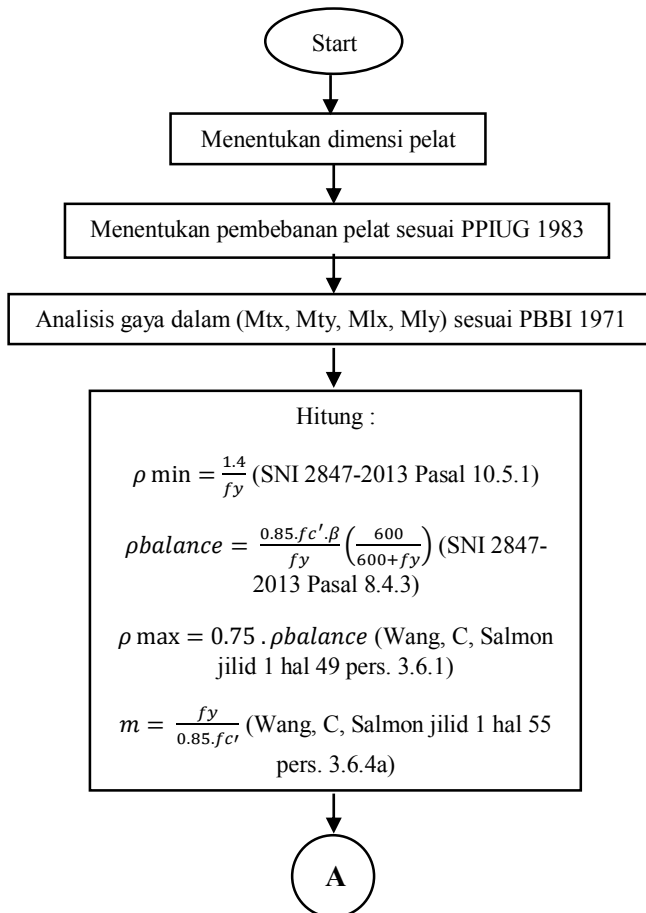 Start
Menentukan dimensi pelat
Menentukan pembebanan pelat sesuai PPIUG 1983
Analisis gaya dalam (Mtx, Mty, Mlx, Mly) sesuai PBBI 1971
Hitung :
ρ min = 1.4/fy (SNI 2847-2013 Pasal 10.5.1)
ρbalance = 0.85.fc′.β/fy (600/600+fy) (SNI 2847-
2013 Pasal 8.4.3)
ρ max = 0.75 . ρbalance (Wang, C, Salmon
jilid 1 hal 49 pers. 3.6.1)
m = fy/0.85.fc′ (Wang, C, Salmon jilid 1 hal 55
pers. 3.6.4a)
A